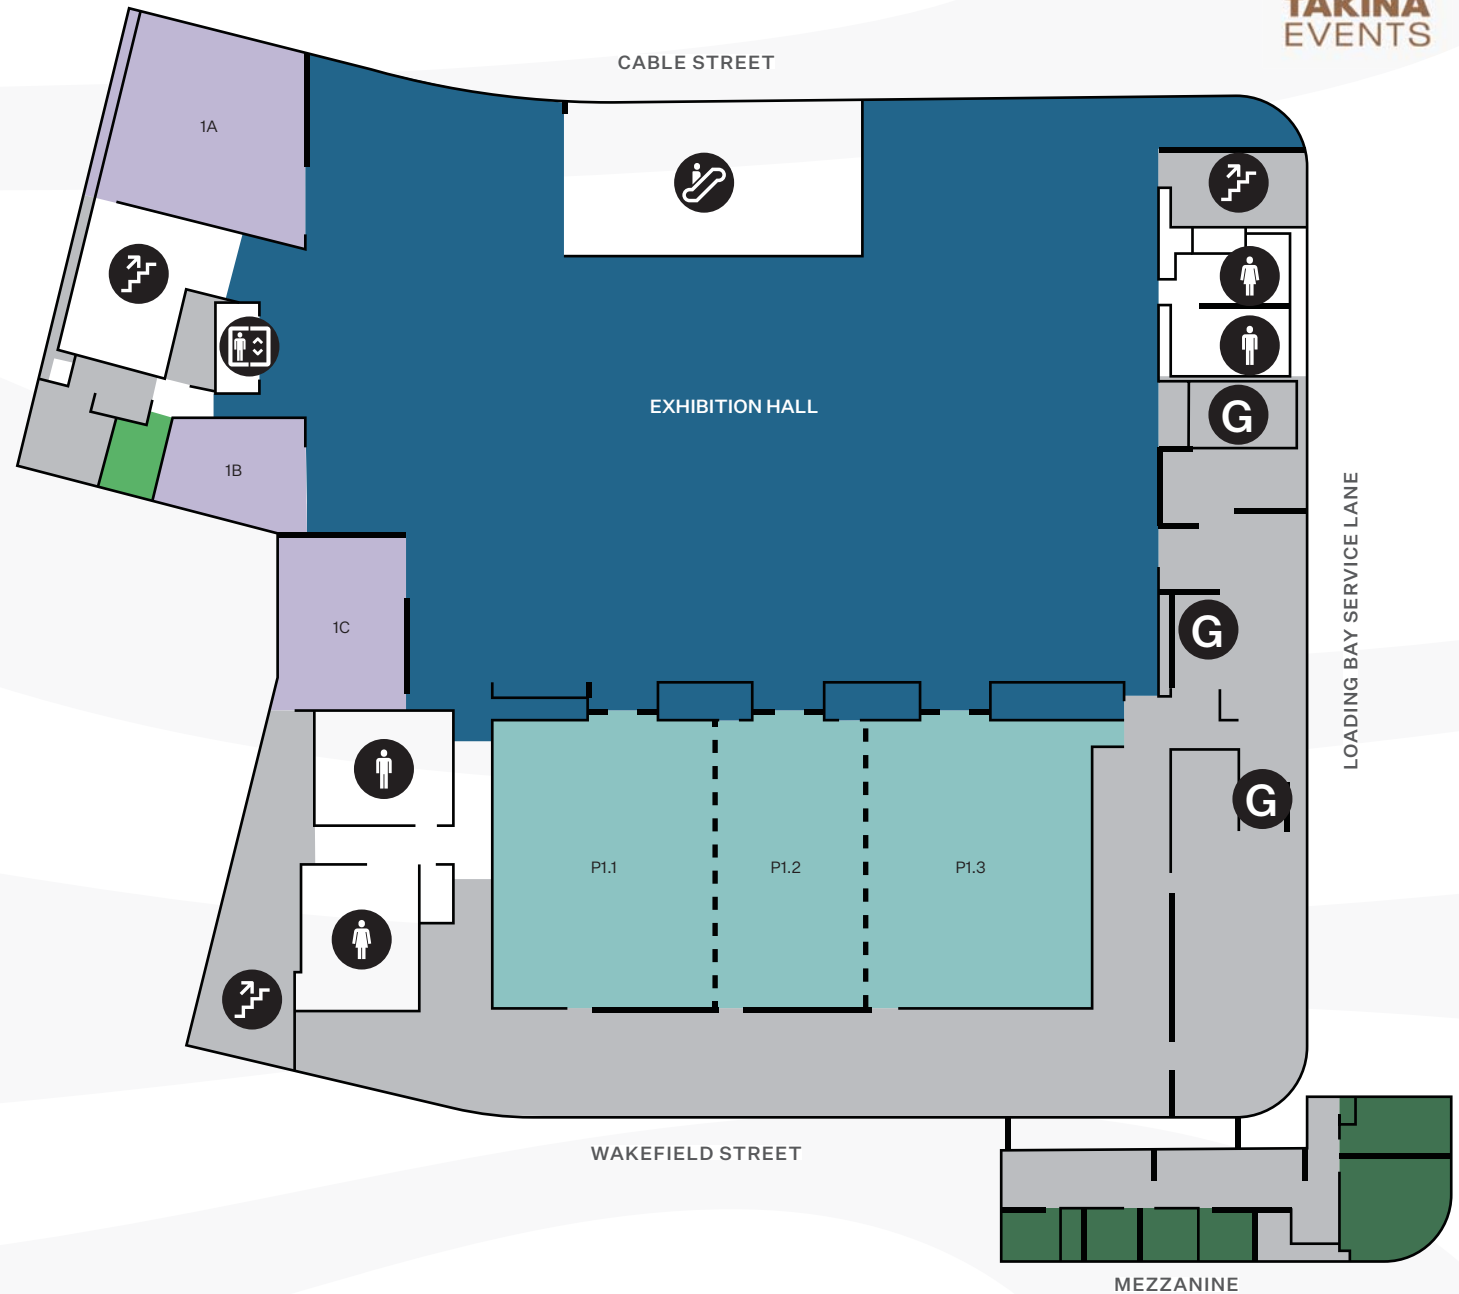 TAKINA
EVENTS
CABLE STREET
1A
EXHIBITION HALL
G
1B
LOADING BAY SERVICE LANE
1C
G
G
P1.1
P1.2
P1.3
WAKEFIELD STREET
MEZZANINE